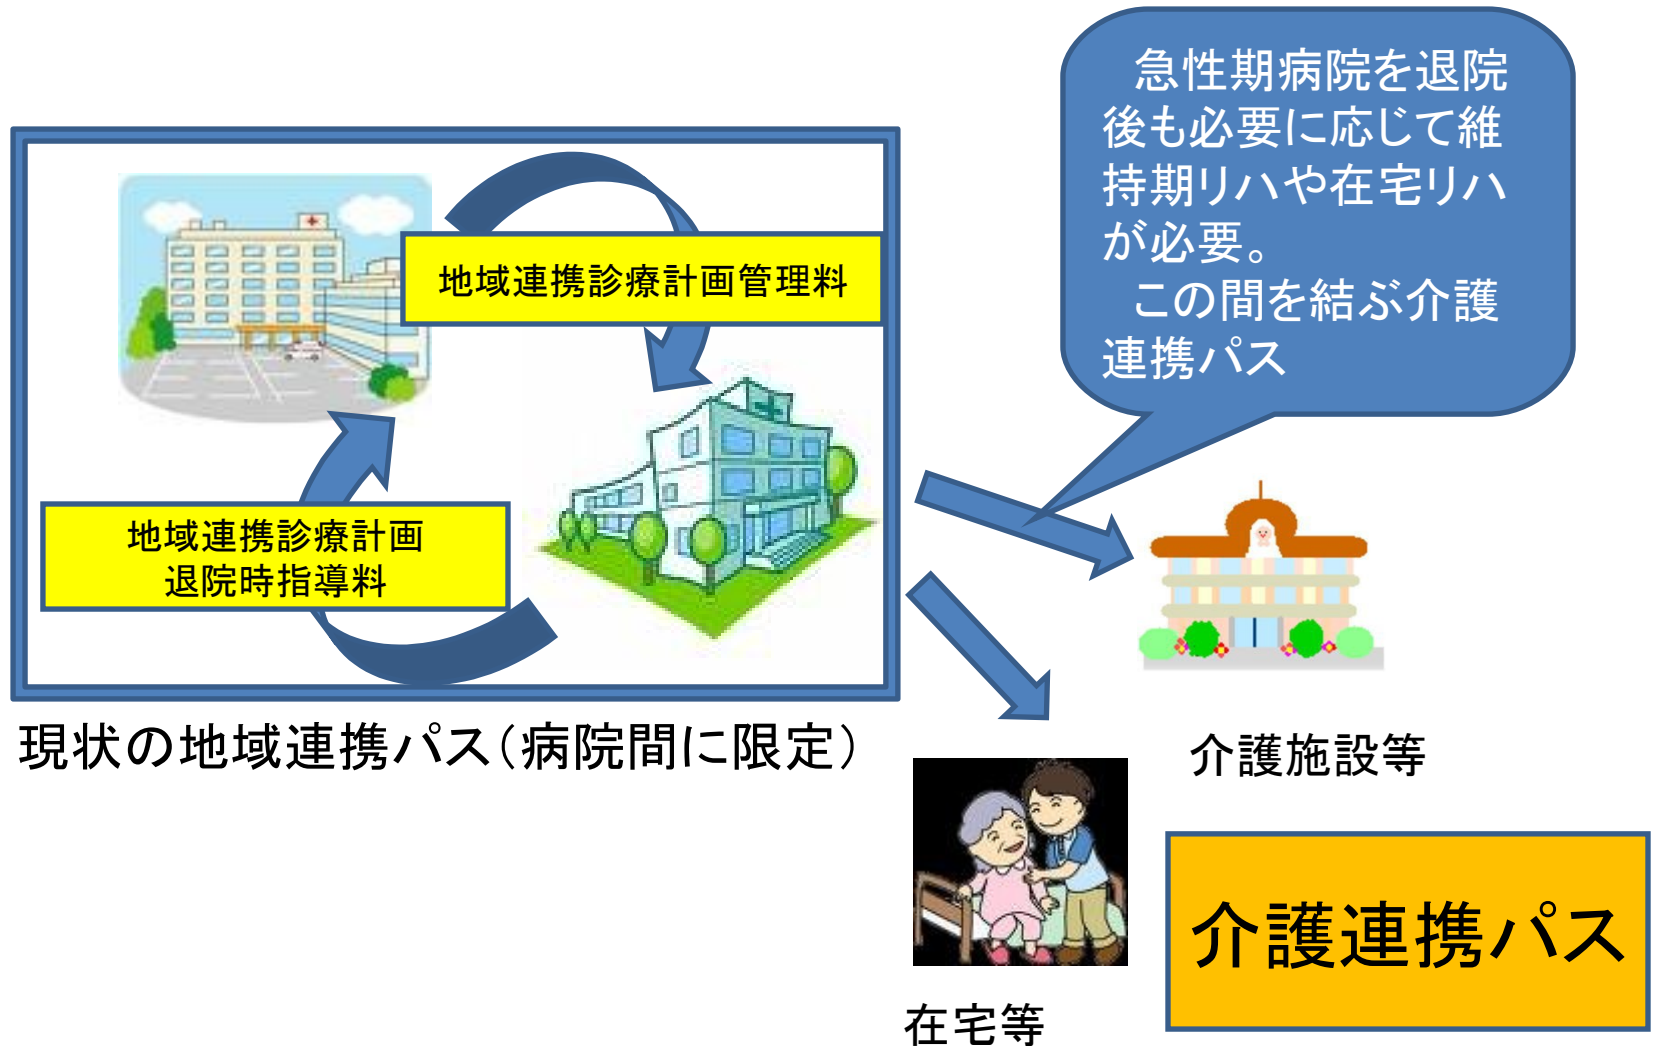 急性期病院を退院
後も必要に応じて維
持期リハや在宅リハ
が必要。
この間を結ぶ介護
連携パス
地域連携診療計画管理料
地域連携診療計画
退院時指導料
現状の地域連携パス（病院間に限定）
介護施設等
介護連携パス
在宅等